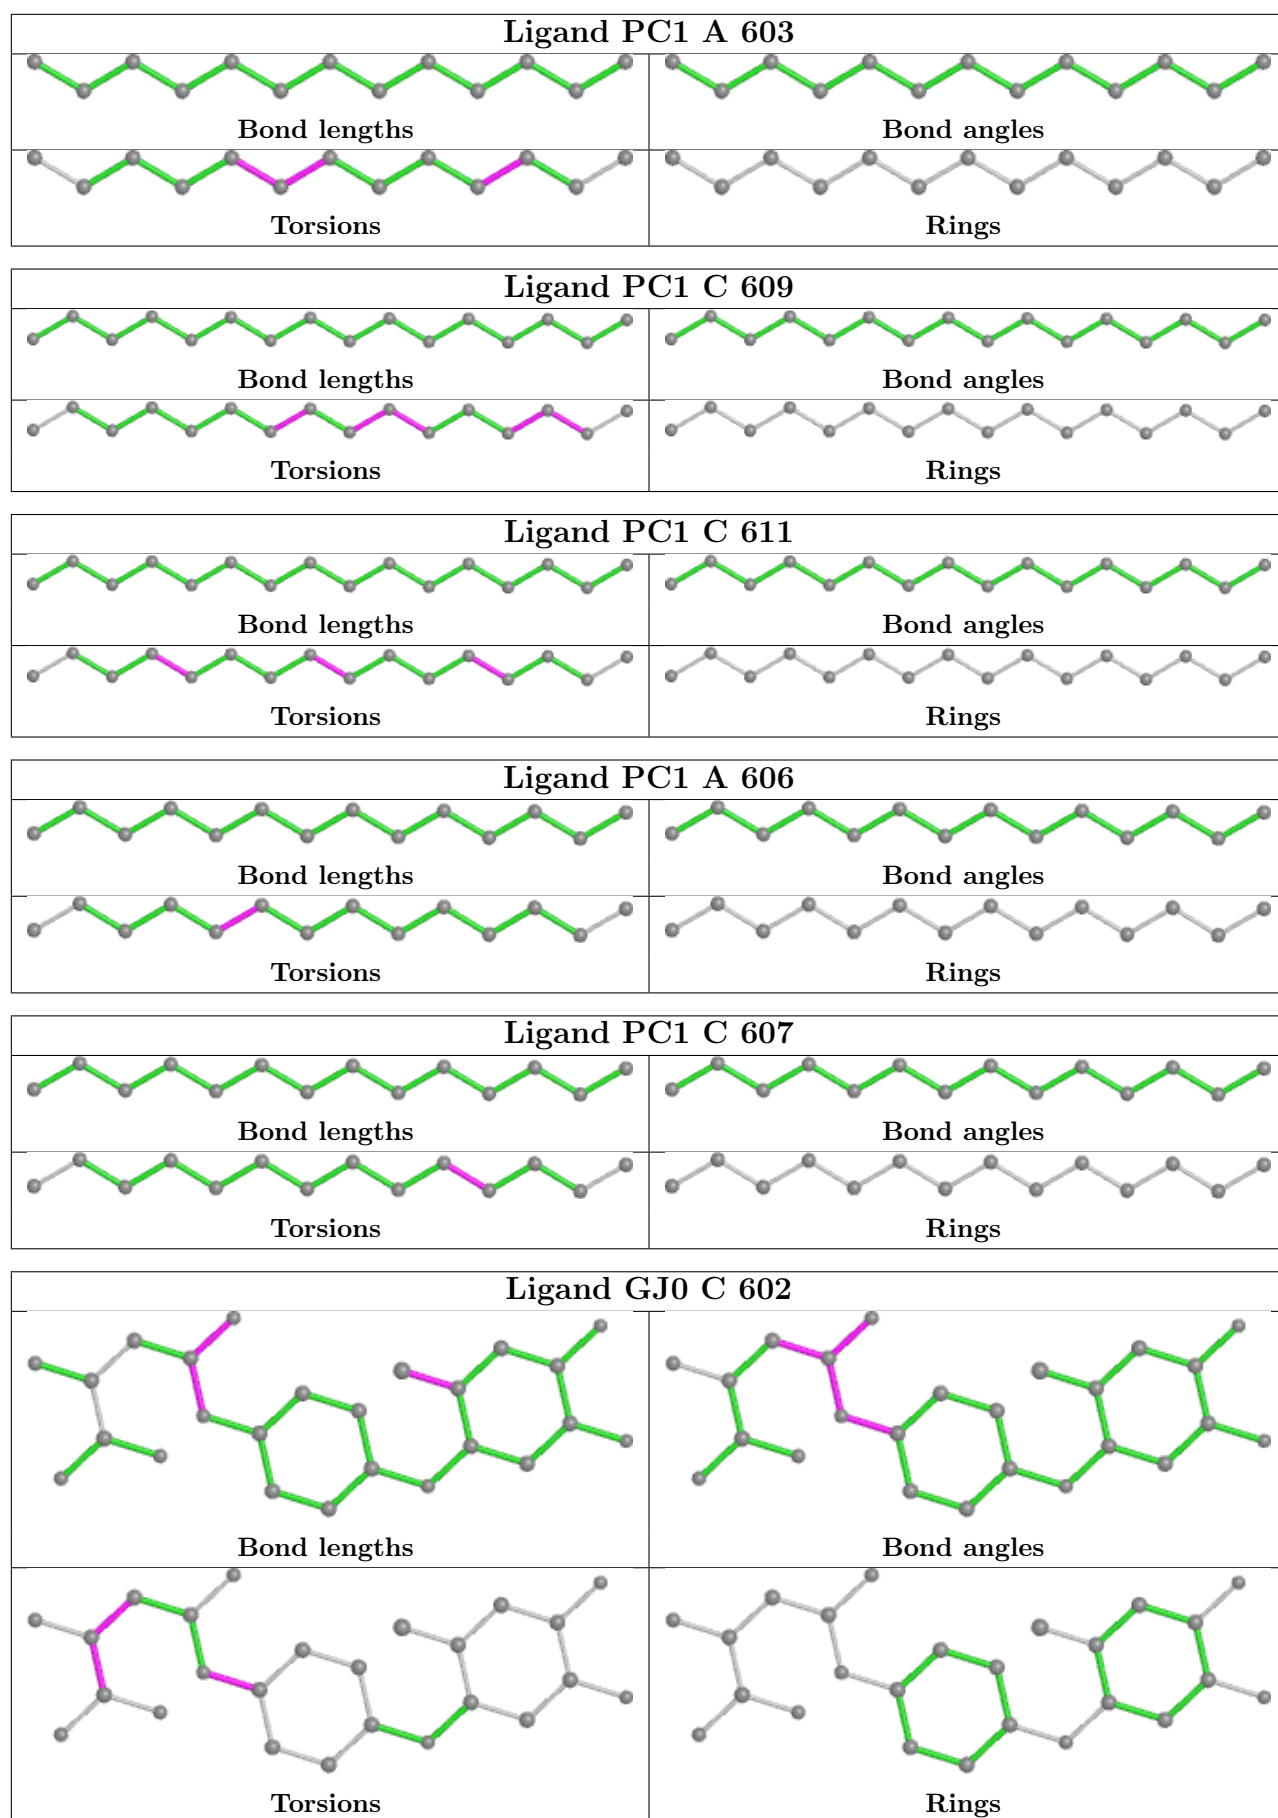 Ligand PC1 A 603
Bond lengths
Bond angles
Torsions
Rings
Ligand PC1 C 609
Bond lengths
Bond angles
Torsions
Rings
Ligand PC1 C 611
Bond lengths
Bond angles
Torsions
Rings
Ligand PC1 A 606
Bond lengths
Bond angles
Torsions
Rings
Ligand PC1 C 607
Bond lengths
Bond angles
Torsions
Rings
Ligand GJ0 C 602
Bond lengths
Bond angles
Torsions
Rings